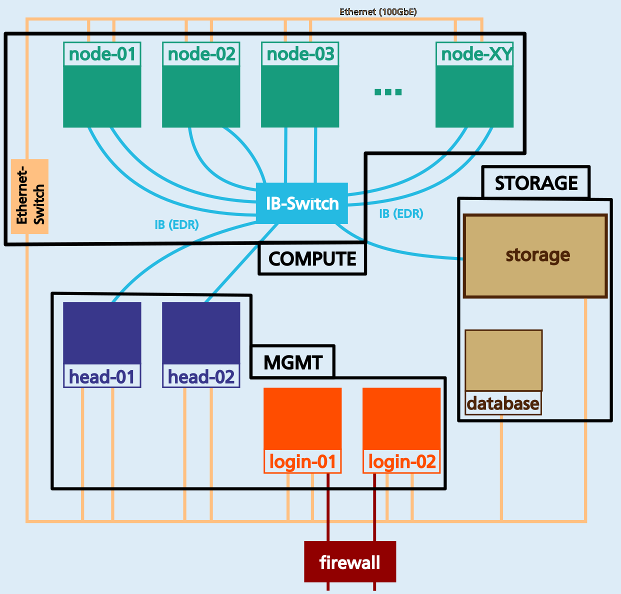 Ethernet (100GbE)
node-01
node-02
node-03
...
node-XY
Ethernet-
Switch
IB-Switch
IB (EDR)
IB (EDR)
STORAGE
COMPUTE
storage
head-01
head-02
MGMT
database
login-01
login-02
firewall